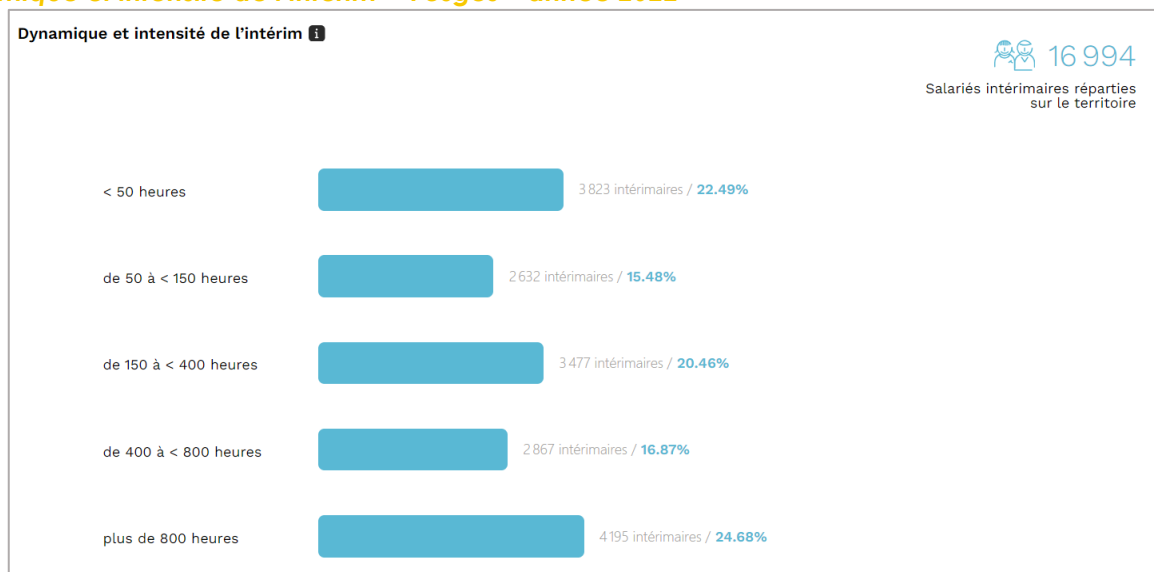 Dynamique et intensité de l'intérim i
16 994
Salariés intérimaires réparties
sur le territoire
< 50 heures
3 823 intérimaires / 22.49%
de 50 à < 150 heures
2 632 intérimaires / 15.48%
de 150 à < 400 heures
3 477 intérimaires / 20.46%
de 400 à < 800 heures
2 867 intérimaires / 16.87%
plus de 800 heures
4 195 intérimaires / 24.68%